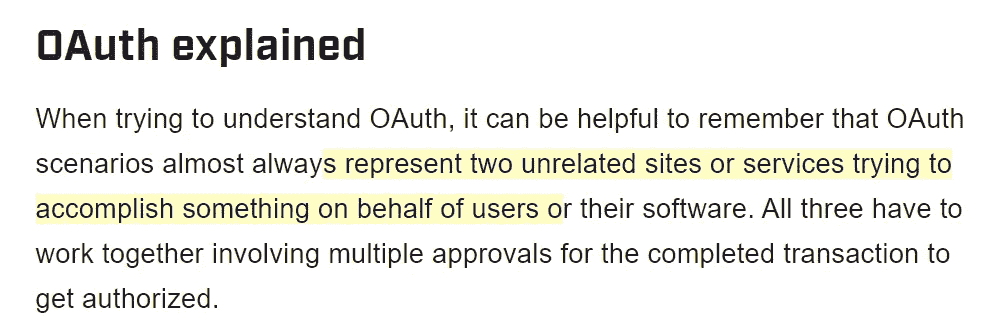 OAuth explained
When trying to understand OAuth, it can be helpful to remember that OAuth
scenarios almost always represent two unrelated sites or services trying to
accomplish something on behalf of users or their software. All three have to
work together involving multiple approvals for the completed transaction to
get authorized.